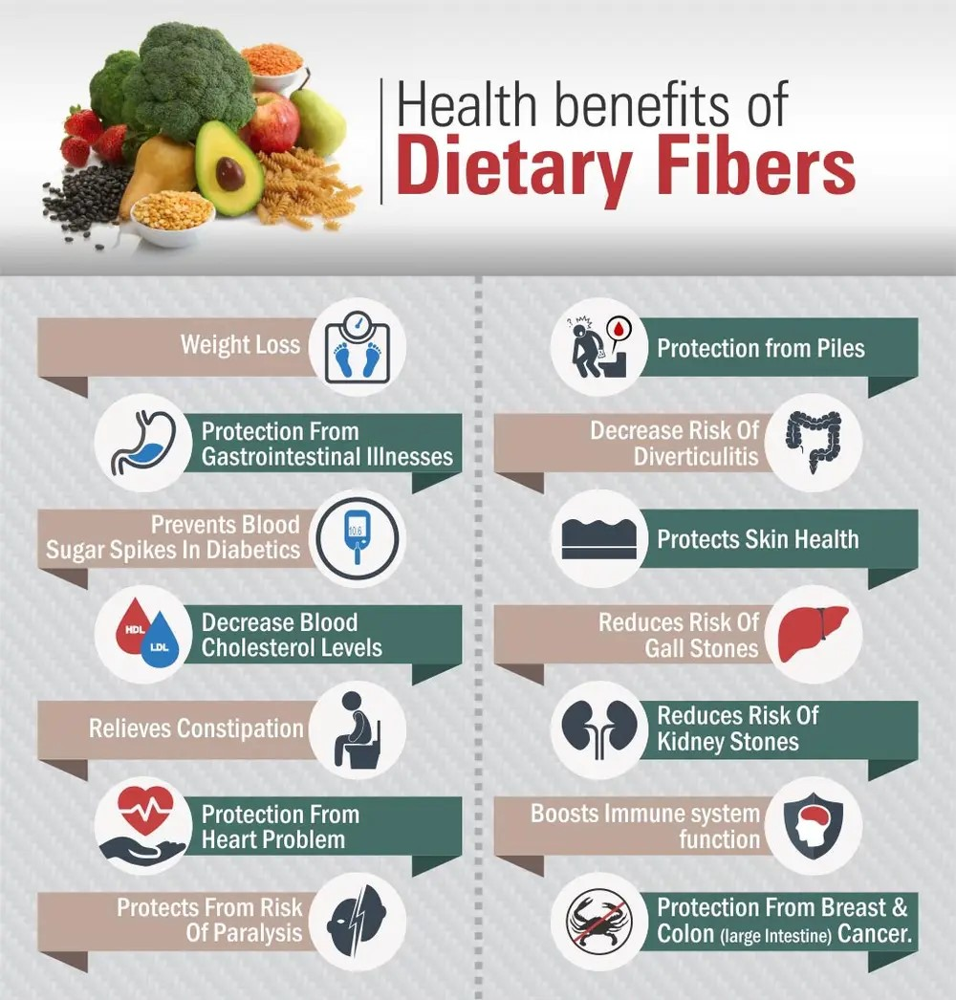 Health benefits of
Dietary Fibers
Weight Loss
Protection From
Gastrointestinal Illnesses
Prevents Blood
Sugar Spikes In Diabetics
10.6
Decrease Blood
Cholesterol Levels
HDL
LDL
Relieves Constipation
Protection From
Heart Problem
Protects From Risk
Of Paralysis
Protection from Piles
?
Decrease Risk Of
Diverticulitis
Protects Skin Health
Reduces Risk Of
Gall Stones
Reduces Risk Of
Kidney Stones
Boosts Immune system
function
Protection From Breast &
Colon (large Intestine) Cancer.